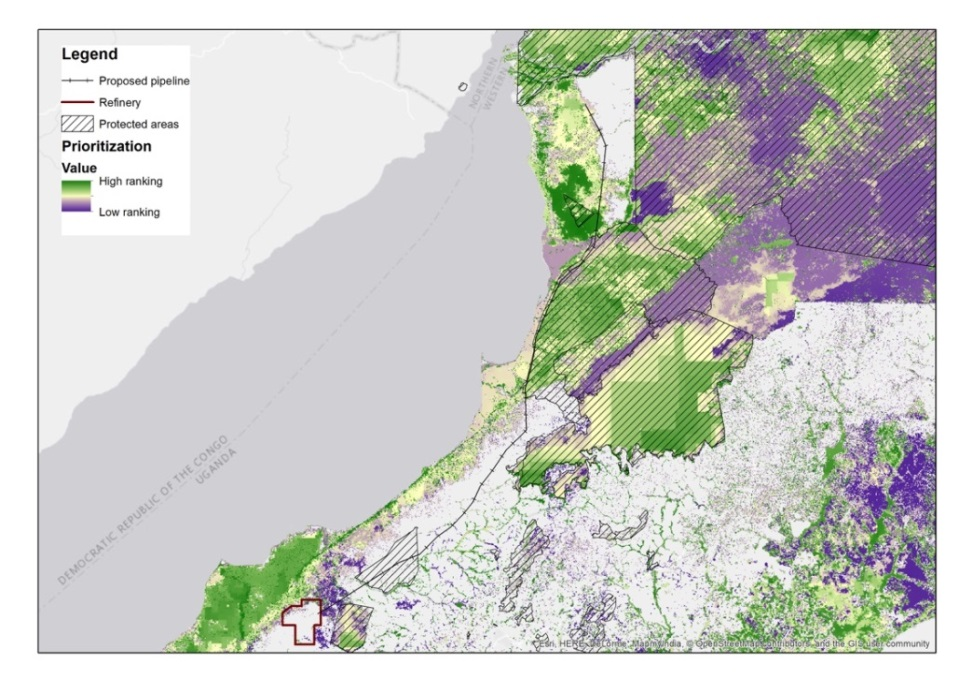 Legend
Proposed pipeline
Refinery
Protected areas
Prioritization
Value
High ranking
Low ranking
NORTHERN
WESTERN
DEMOCRATIC REPUBLIC OF THE CONGO
UGANDA
Esri, HERE, DeLorme, MapmyIndia, © OpenStreetMap contributors, and the GIS user community